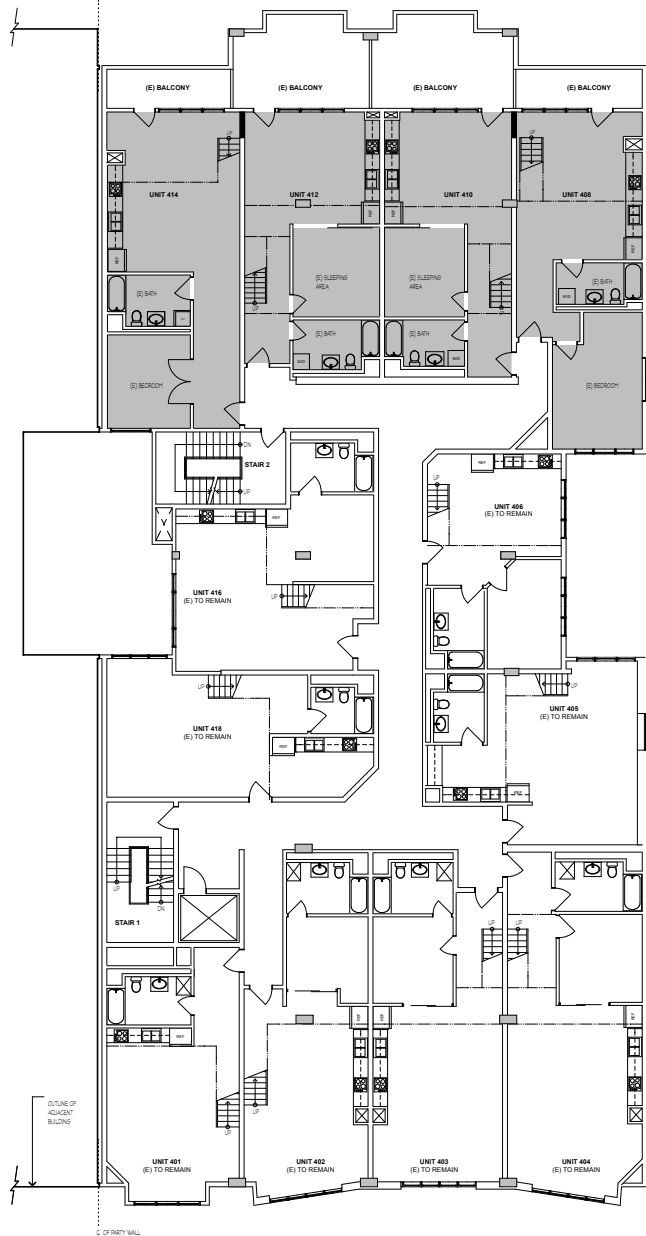 (E) BALCONY
(E) BALCONY
(E) BALCONY
(E) BALCONY
UP
UP
UNIT 414
UNIT 412
UNIT 410
UNIT 408
REF
REF
REF
REF
(E) SLEEPING
AREA
(E) SLEEPING
AREA
UP
UP
(E) BATH
(E) BATH
W/D
(E) BATH
W/D
(E) BATH
W/D
(E) BEDROOM
(E) BEDROOM
DN
STAIR 2
UP
REF
UP
UNIT 406
(E) TO REMAIN
REF
UNIT 416
(E) TO REMAIN
UP
UP
UP
UNIT 405
(E) TO REMAIN
UNIT 418
(E) TO REMAIN
REF
REF
UP
DN
STAIR 1
UP
UP
REF
REF
REF
REF
UP
UP
OUTLINE OF
ADJACENT
BUILDING
UNIT 401
(E) TO REMAIN
UNIT 402
(E) TO REMAIN
UNIT 403
(E) TO REMAIN
UNIT 404
(E) TO REMAIN
℄ OF PARTY WALL